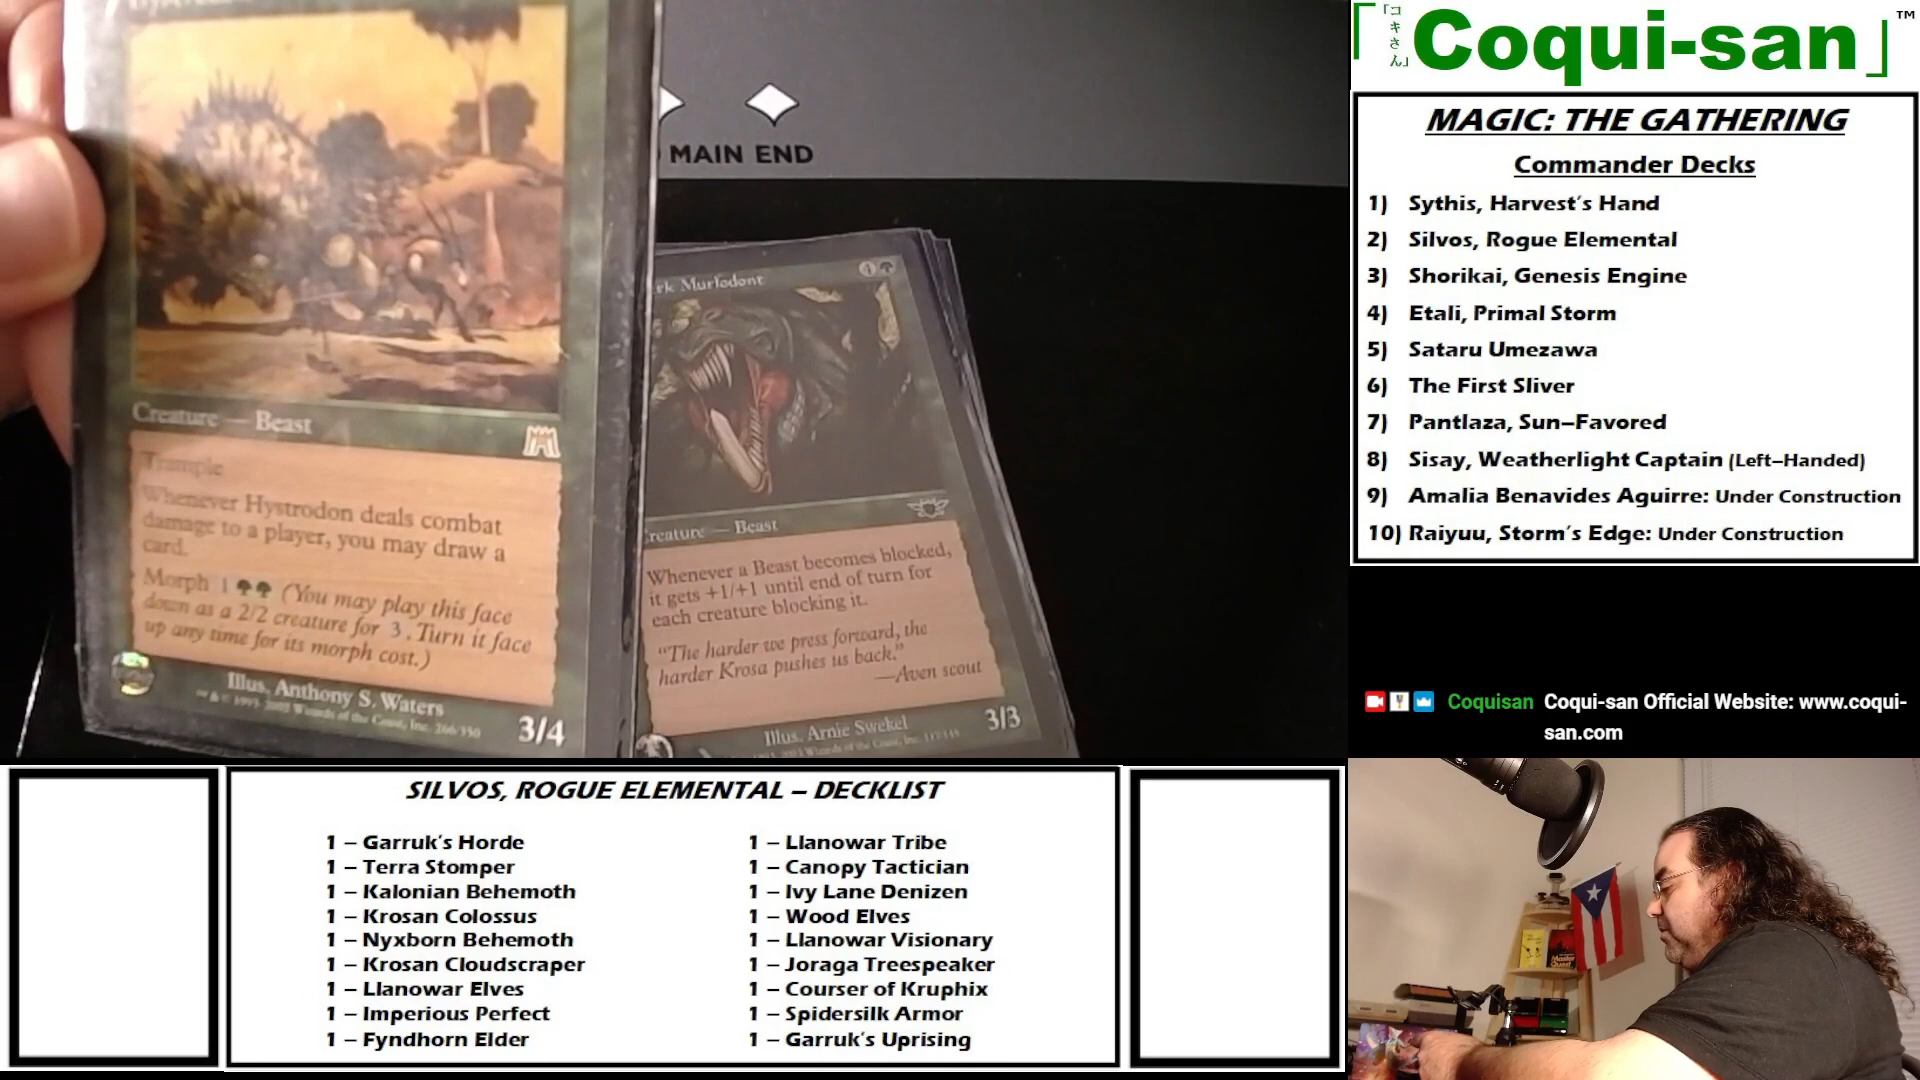 MAIN END
Creature — Beast
Trample
Whenever Hystrodon deals combat
damage to a player, you may draw a
card.
Morph 1 (You may play this face
down as a 2/2 creature for 3. Turn it face
up any time for its morph cost.)
Illus. Anthony S. Waters
3/4
Murlodont
4
Creature — Beast
Whenever a Beast becomes blocked,
it gets +1/+1 until end of turn for
each creature blocking it.
"The harder we press forward, the
harder Krosa pushes us back."
—Aven scout
Illus. Arnie Swekel
3/3
「コキさん」
「Coqui-san」™
MAGIC: THE GATHERING
Commander Decks
1) Sythis, Harvest's Hand
2) Silvos, Rogue Elemental
3) Shorikai, Genesis Engine
4) Etali, Primal Storm
5) Sataru Umezawa
6) The First Sliver
7) Pantlaza, Sun–Favored
8) Sisay, Weatherlight Captain (Left–Handed)
9) Amalia Benavides Aguirre: Under Construction
10) Raiyuu, Storm's Edge: Under Construction
Coquisan Coqui-san Official Website: www.coqui-
san.com
SILVOS, ROGUE ELEMENTAL – DECKLIST
1 – Garruk's Horde
1 – Terra Stomper
1 – Kalonian Behemoth
1 – Krosan Colossus
1 – Nyxborn Behemoth
1 – Krosan Cloudscraper
1 – Llanowar Elves
1 – Imperious Perfect
1 – Fyndhorn Elder
1 – Llanowar Tribe
1 – Canopy Tactician
1 – Ivy Lane Denizen
1 – Wood Elves
1 – Llanowar Visionary
1 – Joraga Treespeaker
1 – Courser of Kruphix
1 – Spidersilk Armor
1 – Garruk's Uprising